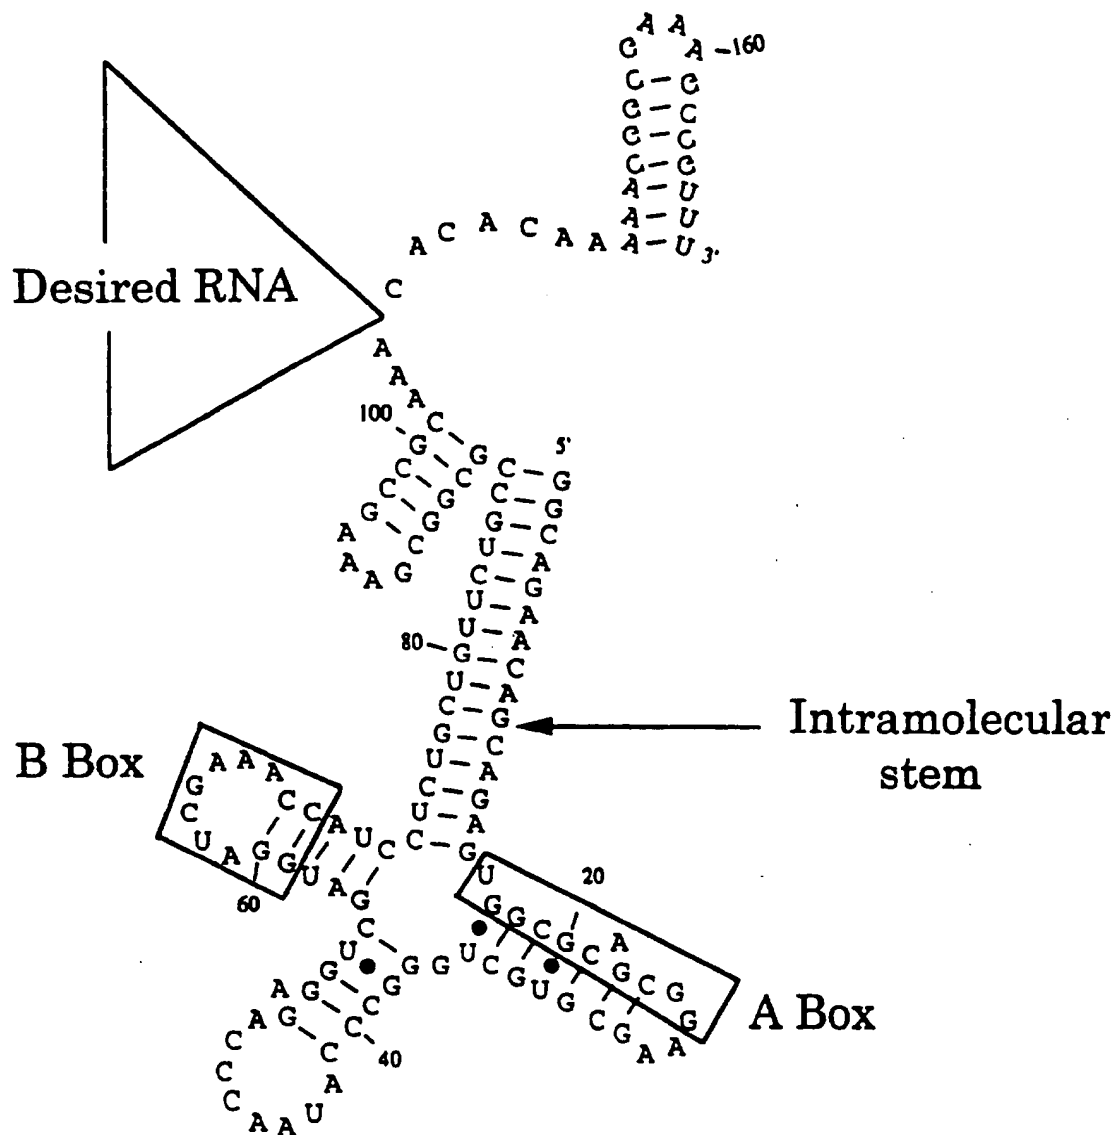 A A
C A –160
C A C A C A A A A A
U U U 3'
Desired RNA
A A A C
100
5'
G G C A G A A C A G C A G A G
U G G C G C A G C G G
20
A Box
A A G C G U G C U
G G G C C C A U A A C C C A G A G G U C
40
G A U G G A U C G A A A C C A U C
60
B Box
C U C U G C U G U U C U G C C
80
G C G G C G A A A G C C G
Intramolecular
stem